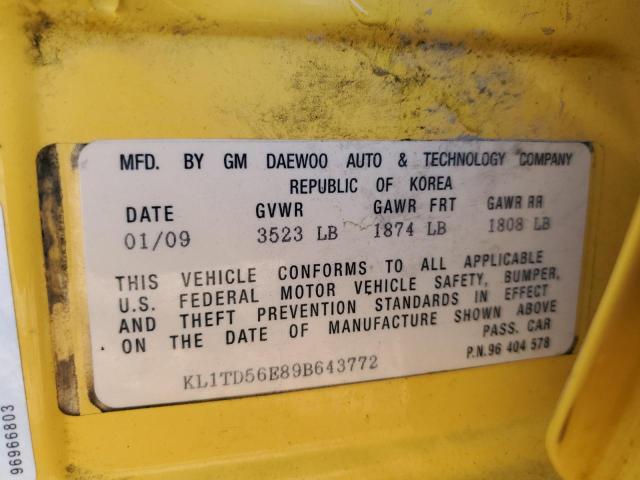 MFD. BY GM DAEWOO AUTO & TECHNOLOGY COMPANY
REPUBLIC OF KOREA
DATE GVWR GAWR FRT GAWR RR
01/09 3523 LB 1874 LB 1808 LB
THIS VEHICLE CONFORMS TO ALL APPLICABLE
U.S. FEDERAL MOTOR VEHICLE SAFETY, BUMPER,
AND THEFT PREVENTION STANDARDS IN EFFECT
ON THE DATE OF MANUFACTURE SHOWN ABOVE
PASS. CAR
KL1TD56E89B643772 P.N.96 404 578
96966803